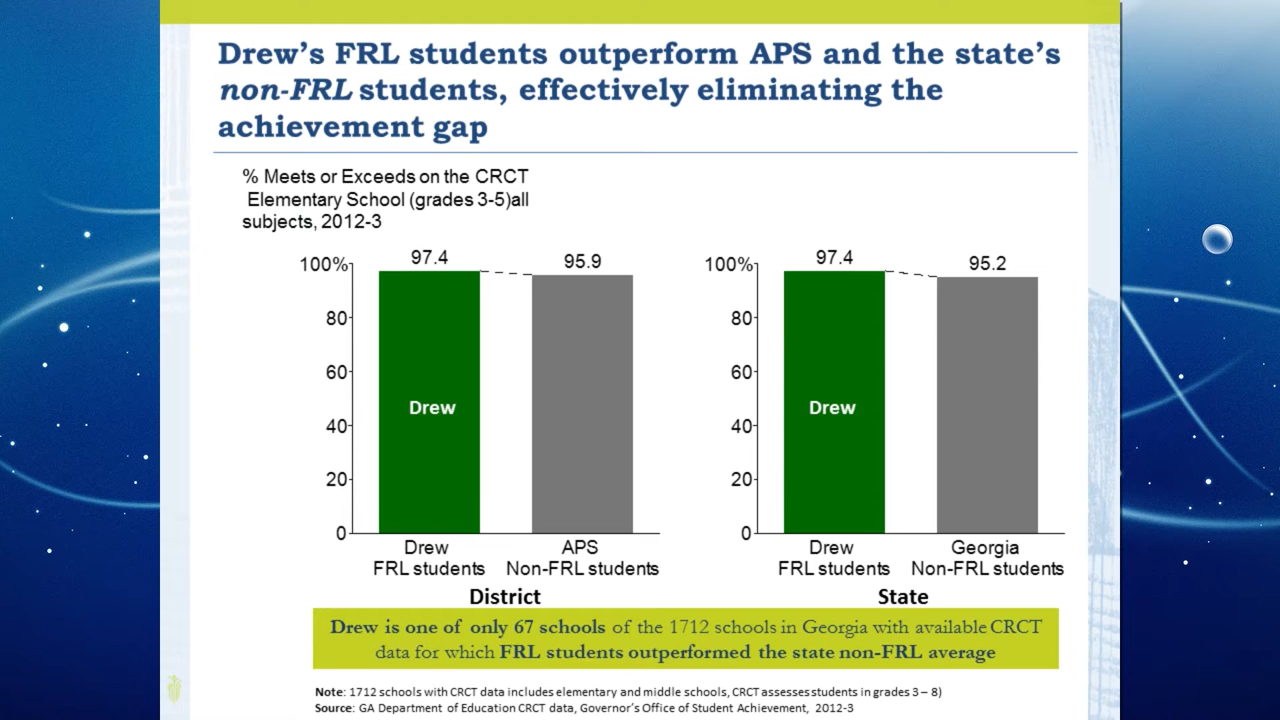 Drew's FRL students outperform APS and the state's
non-FRL students, effectively eliminating the
achievement gap
% Meets or Exceeds on the CRCT
Elementary School (grades 3-5)all
subjects, 2012-3
97.4
95.9
100%
80
60
40
20
0
Drew
Drew
FRL students
APS
Non-FRL students
District
97.4
95.2
100%
80
60
40
20
0
Drew
Drew
FRL students
Georgia
Non-FRL students
State
Drew is one of only 67 schools of the 1712 schools in Georgia with available CRCT
data for which FRL students outperformed the state non-FRL average
Note: 1712 schools with CRCT data includes elementary and middle schools, CRCT assesses students in grades 3 – 8)
Source: GA Department of Education CRCT data, Governor's Office of Student Achievement, 2012-3